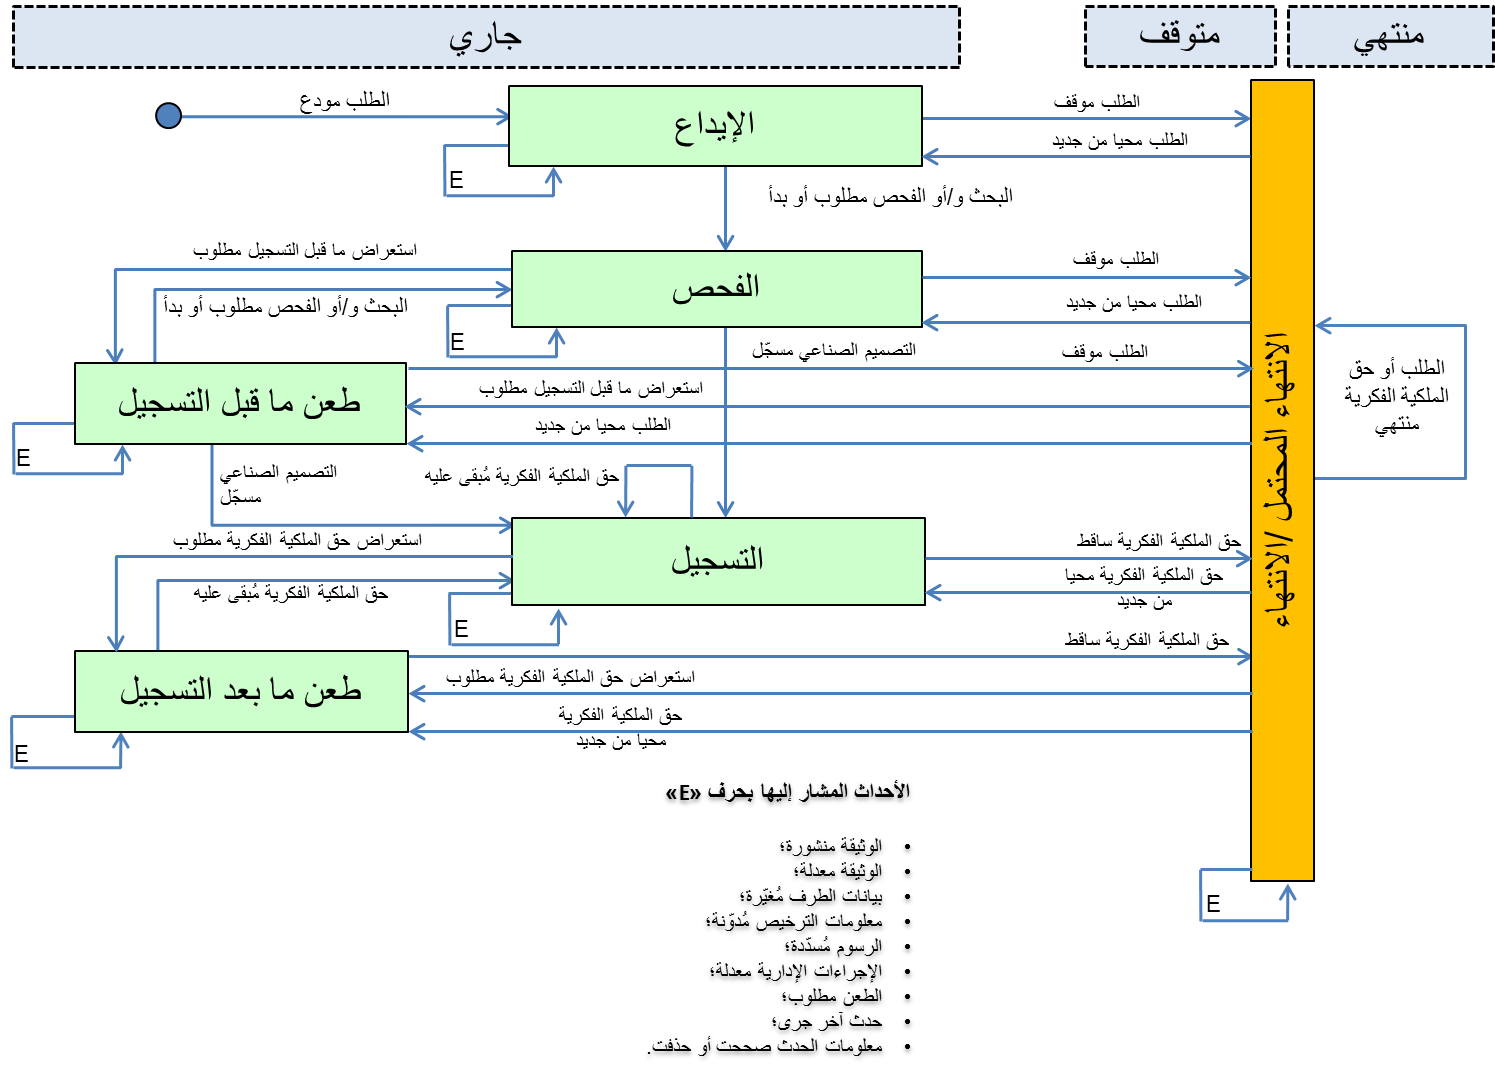 جاري
متوقف
منتهي
الطلب مودع
الإيداع
الطلب موقف
الطلب محيا من جديد
E
البحث و/أو الفحص مطلوب أو بدأ
استعراض ما قبل التسجيل مطلوب
الفحص
الطلب موقف
البحث و/أو الفحص مطلوب أو بدأ
الطلب محيا من جديد
E
التصميم الصناعي مسجّل
الطلب موقف
طعن ما قبل التسجيل
استعراض ما قبل التسجيل مطلوب
الطلب محيا من جديد
E
الطلب أو حق
الملكية الفكرية
منتهي
الانتهاء المحتمل /الانتهاء
التصميم الصناعي
مسجّل
حق الملكية الفكرية مُبقى عليه
استعراض حق الملكية الفكرية مطلوب
التسجيل
حق الملكية الفكرية ساقط
حق الملكية الفكرية محيا
من جديد
حق الملكية الفكرية مُبقى عليه
E
حق الملكية الفكرية ساقط
طعن ما بعد التسجيل
استعراض حق الملكية الفكرية مطلوب
حق الملكية الفكرية
محيا من جديد
E
الأحداث المشار إليها بحرف «E»
• الوثيقة منشورة؛
• الوثيقة معدلة؛
• بيانات الطرف مُغيّرة؛
• معلومات الترخيص مُدوّنة؛
• الرسوم مُسدّدة؛
• الإجراءات الإدارية معدلة؛
• الطعن مطلوب؛
• حدث آخر جرى؛
• معلومات الحدث صححت أو حذفت.
E